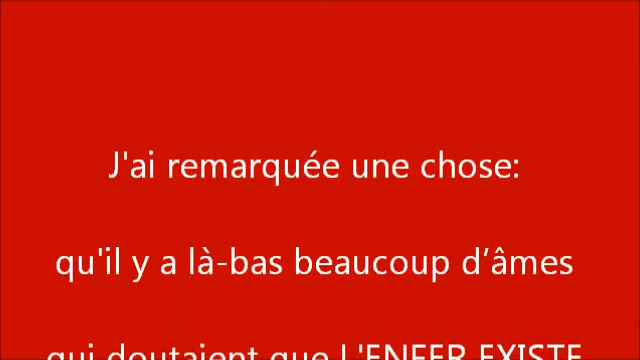 J'ai remarquée une chose:
qu'il y a là-bas beaucoup d’âmes
qui doutaient que L'ENFER EXISTE